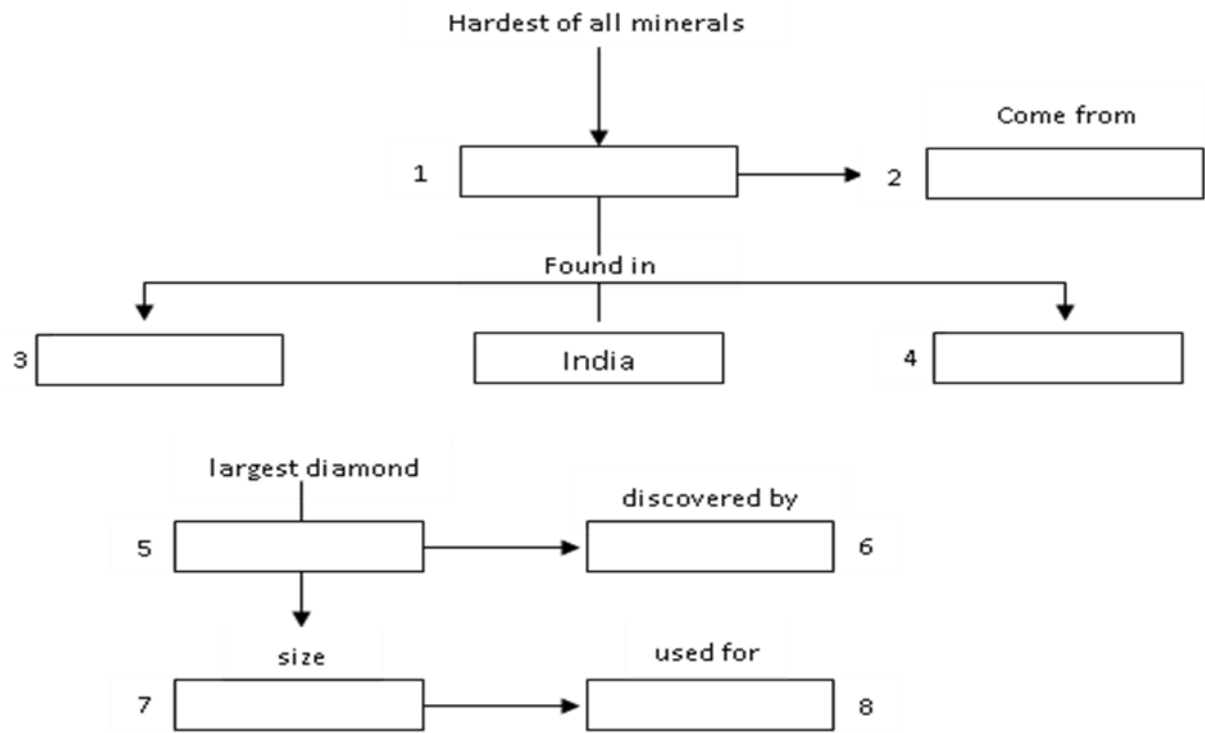 Hardest of all minerals
Come from
1
2
Found in
3
India
4
largest diamond
discovered by
5
6
size
used for
7
8